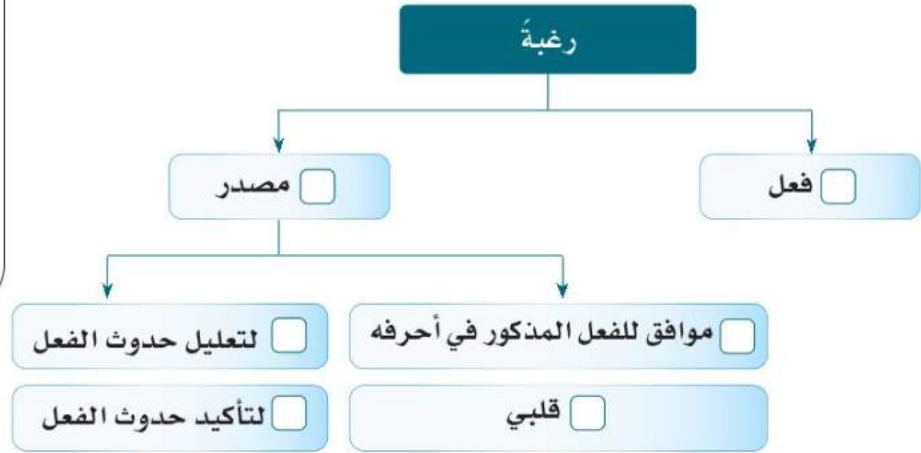 رغبةً
فعل
مصدر
موافق للفعل المذكور في أحرفه
لتعليل حدوث الفعل
قلبي
لتأكيد حدوث الفعل